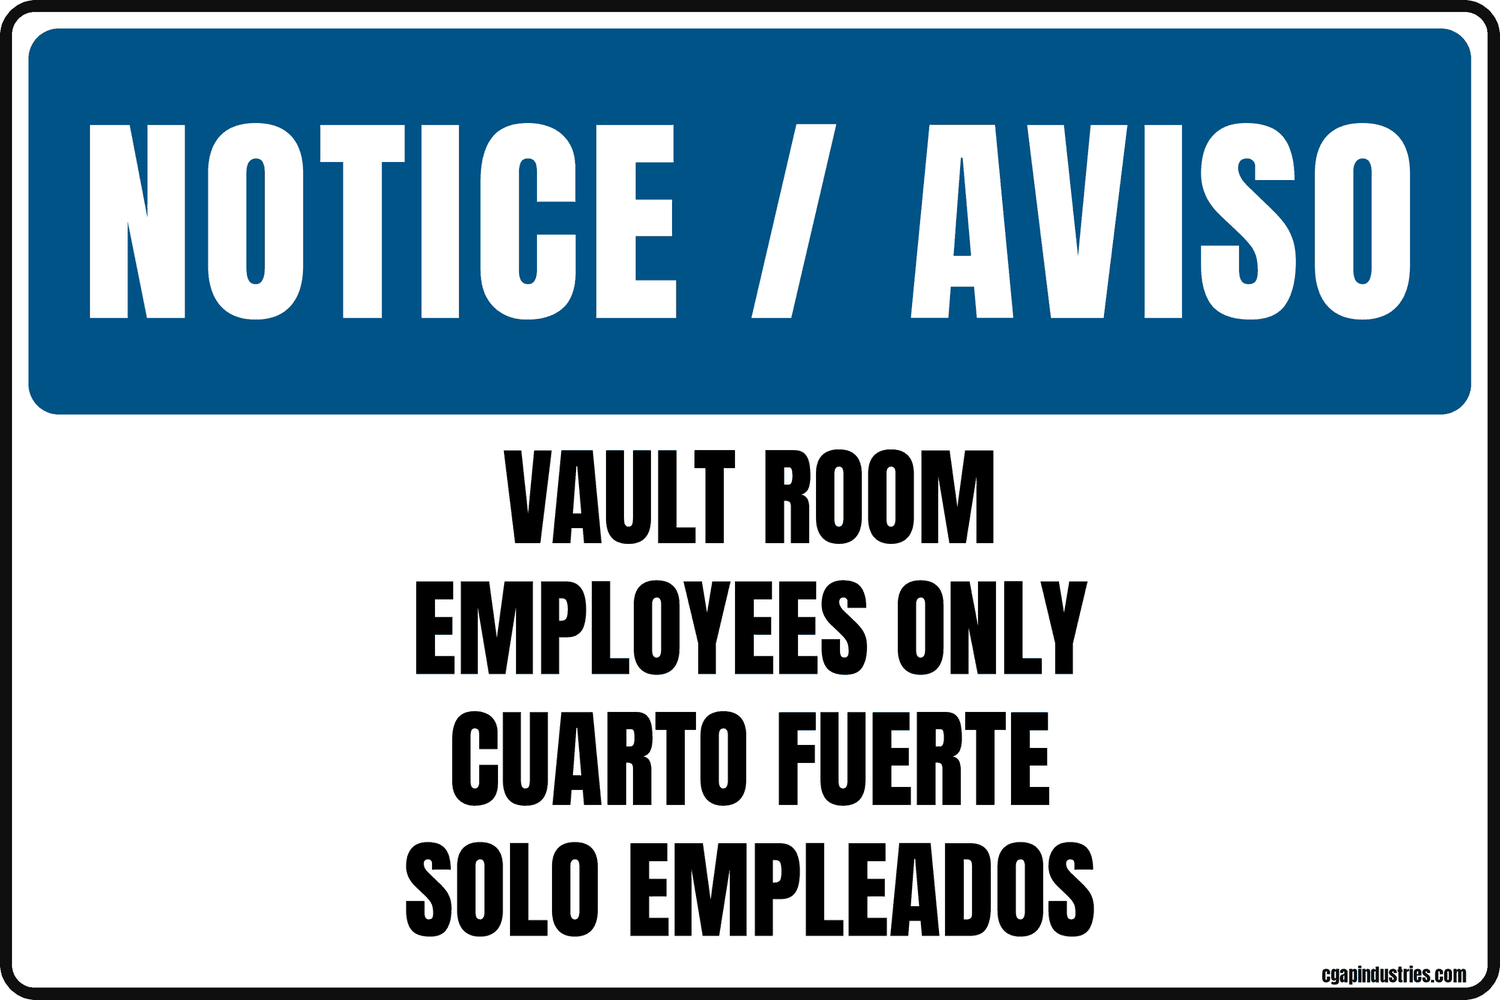 NOTICE / AVISO
VAULT ROOM
EMPLOYEES ONLY
CUARTO FUERTE
SOLO EMPLEADOS
cgapindustries.com